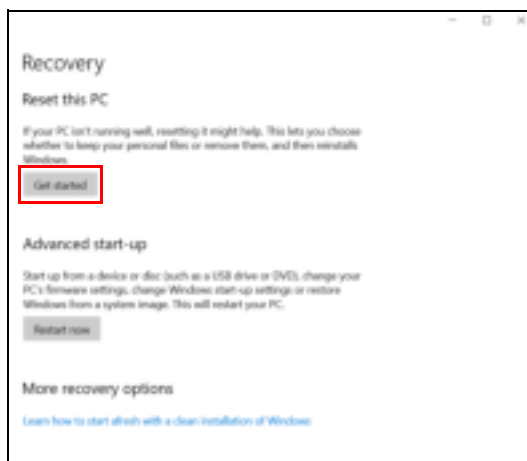 Recovery
Reset this PC
If your PC isn't running well, resetting it might help. This lets you choose
whether to keep your personal files or remove them, and then reinstalls
Windows.
Get started
Advanced start-up
Start up from a device or disc (such as a USB drive or DVD), change your
PC's firmware settings, change Windows start-up settings or restore
Windows from a system image. This will restart your PC.
Restart now
More recovery options
Learn how to start afresh with a clean installation of Windows